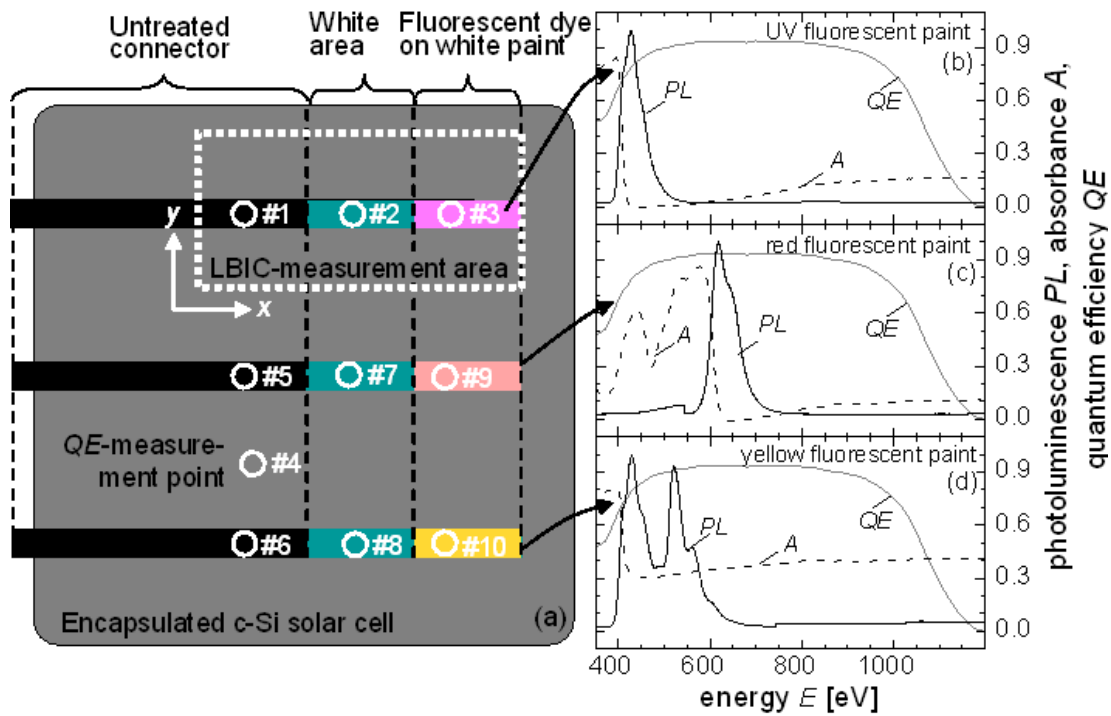 Untreated
connector
White
area
Fluorescent dye
on white paint
#1
#2
#3
y
LBIC-measurement area
x
#5
#7
#9
QE-measure-
ment point
#4
#6
#8
#10
Encapsulated c-Si solar cell
(a)
UV fluorescent paint
(b)
PL
QE
A
0.9
0.6
0.3
0.0
red fluorescent paint
(c)
A
PL
QE
0.9
0.6
0.3
0.0
yellow fluorescent paint
(d)
PL
QE
A
0.9
0.6
0.3
0.0
400 600 800 1000
energy E [eV]
photoluminescence PL, absorbance A,
quantum efficiency QE